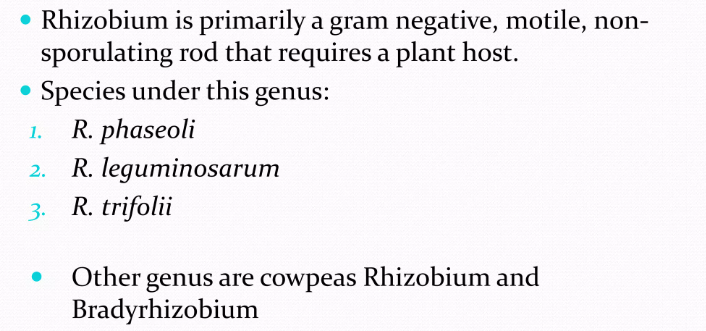 • Rhizobium is primarily a gram negative, motile, non-
sporulating rod that requires a plant host.
• Species under this genus:
1. R. phaseoli
2. R. leguminosarum
3. R. trifolii
• Other genus are cowpeas Rhizobium and
Bradyrhizobium